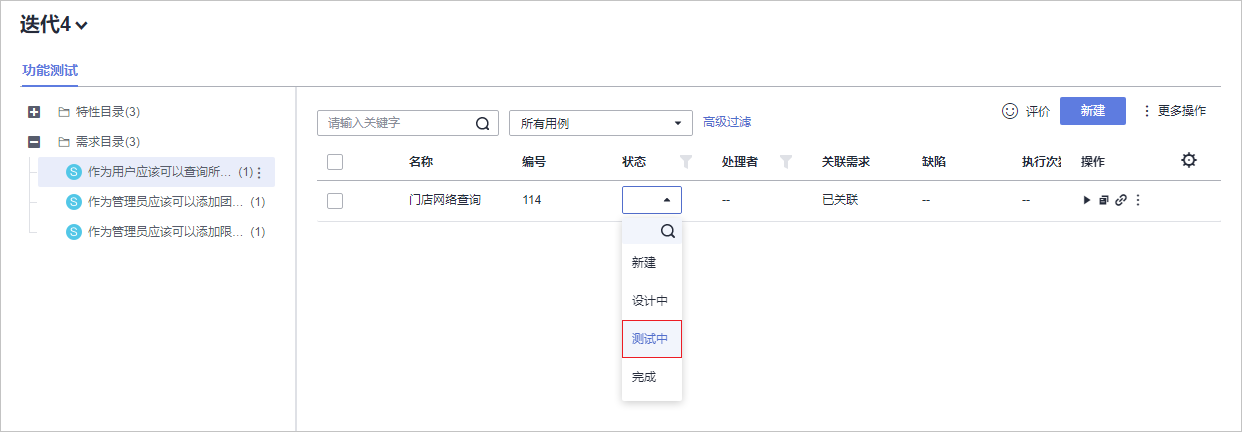 迭代4
功能测试
特性目录(3)
需求目录(3)
S 作为用户应该可以查询所... (1)
S 作为管理员应该可以添加团... (1)
S 作为管理员应该可以添加限... (1)
请输入关键字 所有用例 高级过滤 评价 新建 更多操作
名称 编号 状态 处理者 关联需求 缺陷 执行次 操作
门店网络查询 114 -- 已关联 -- --
新建
设计中
测试中
完成